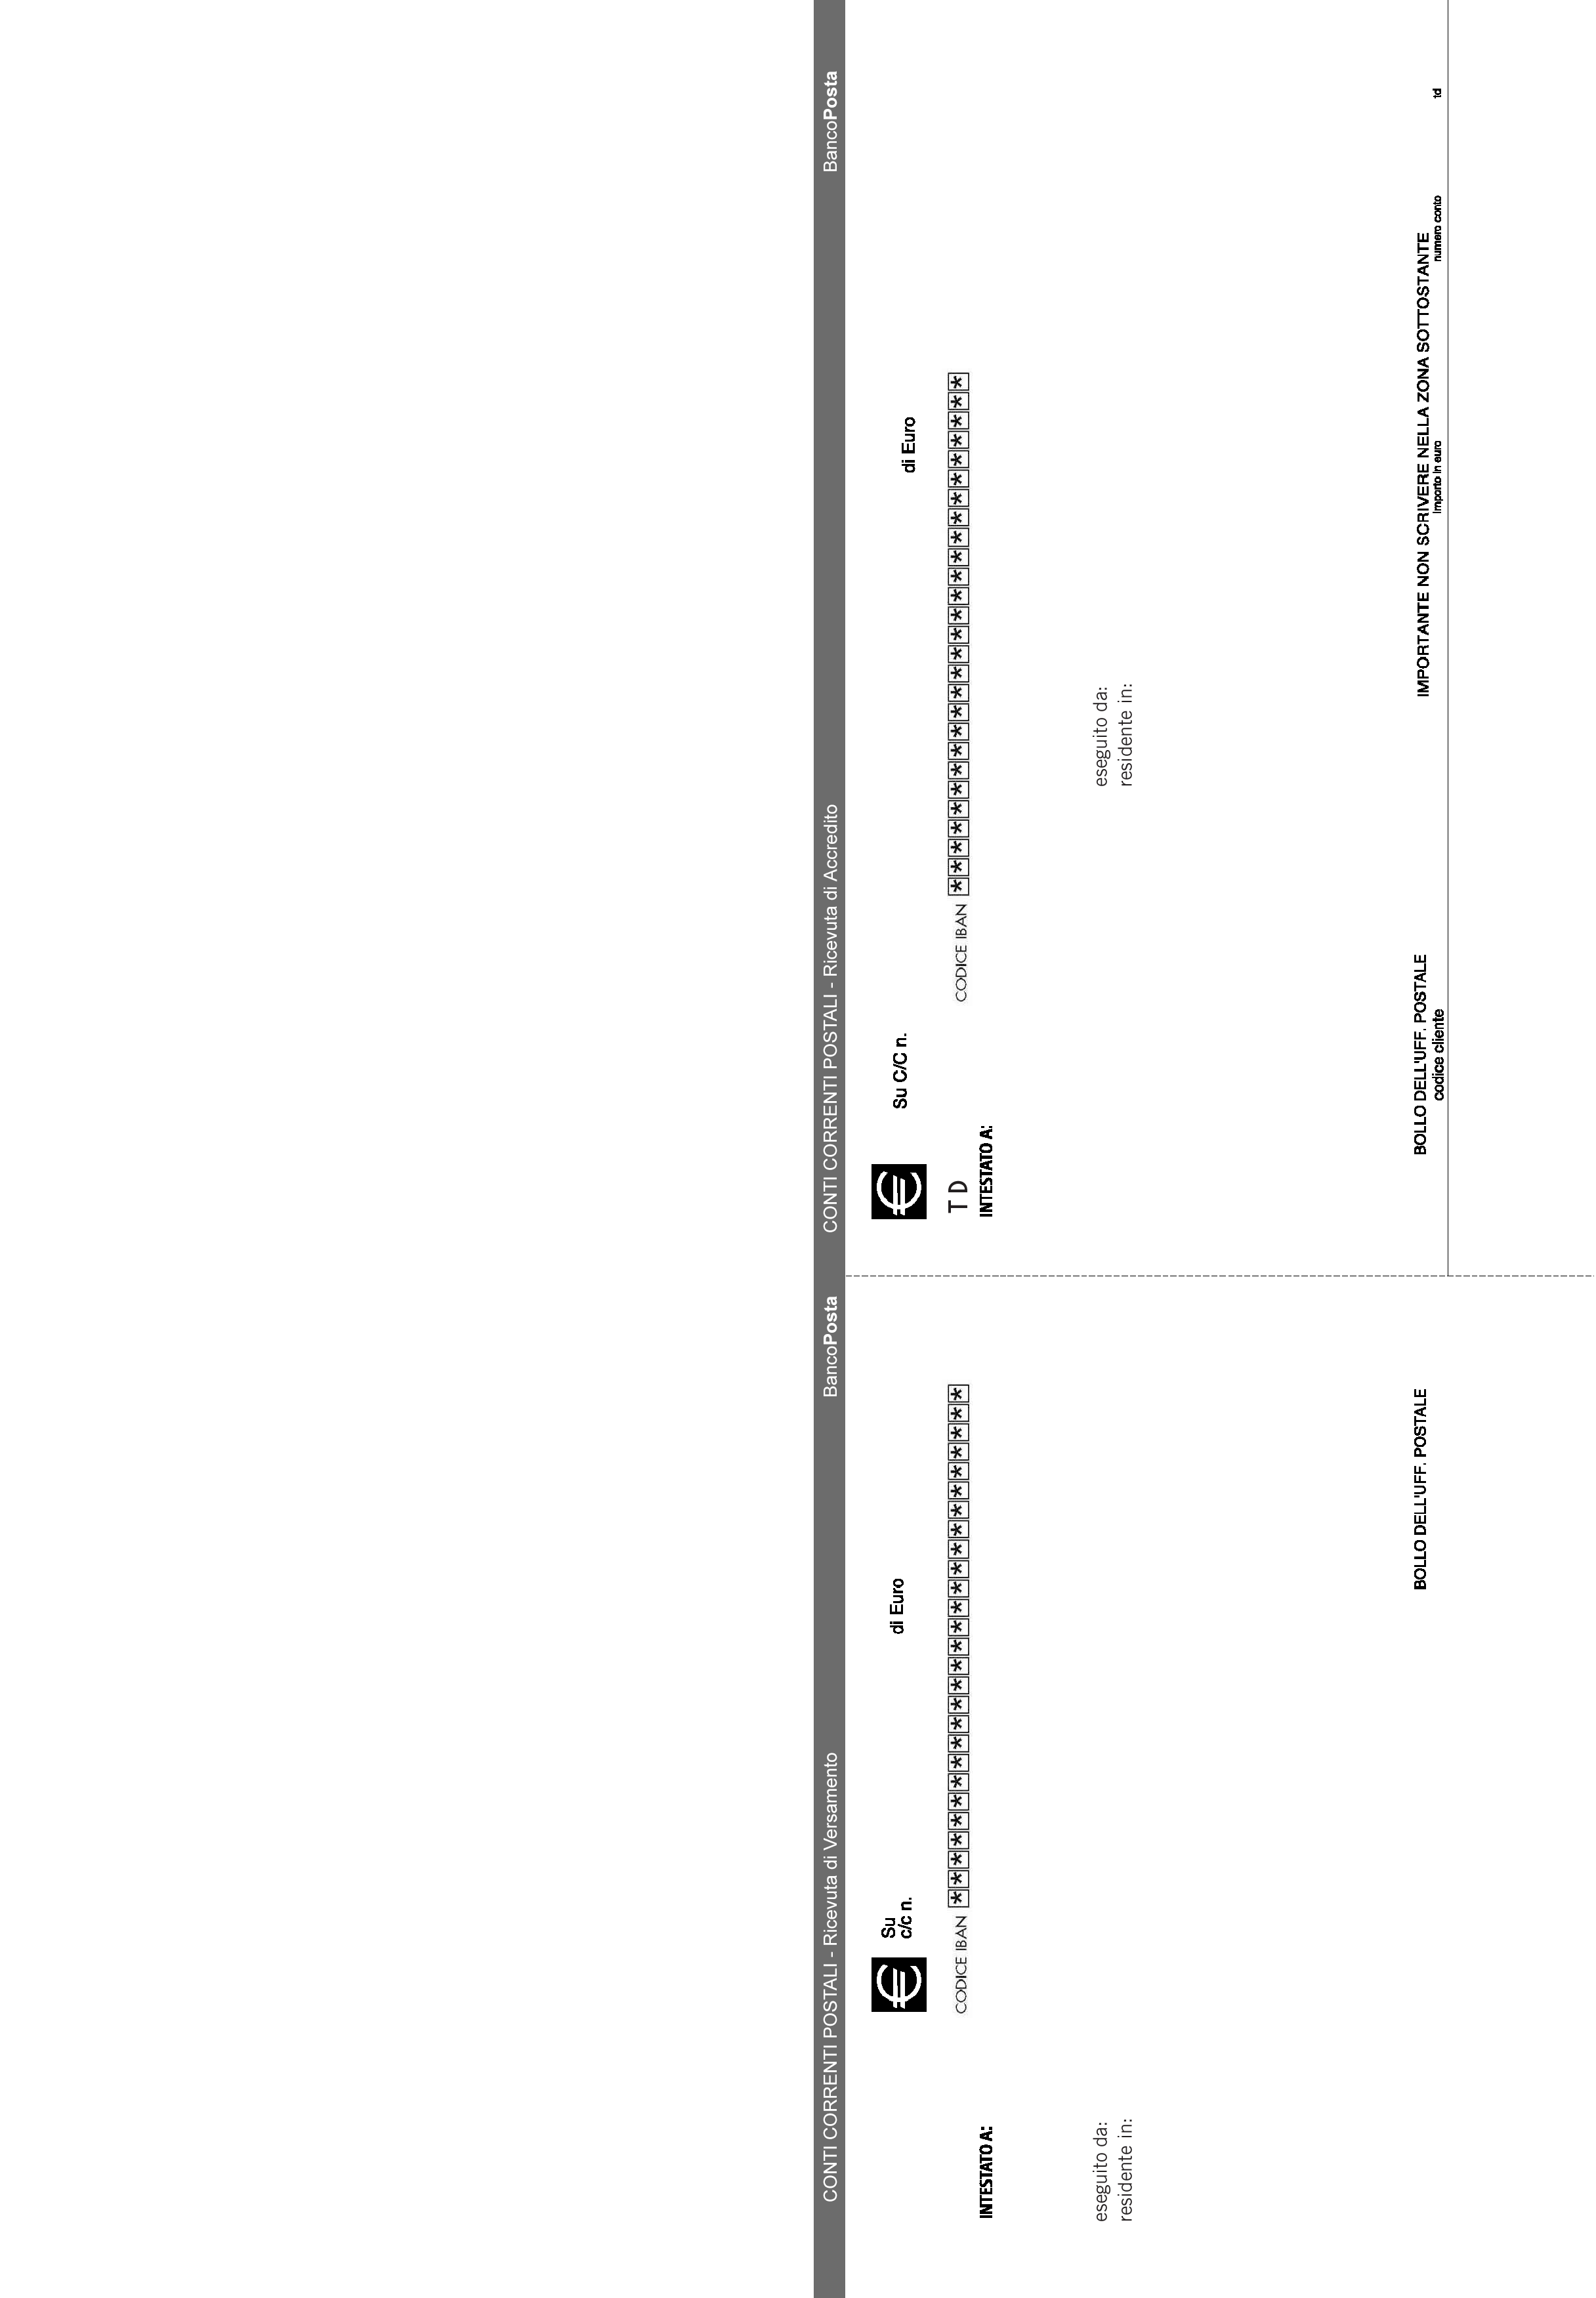 CONTI CORRENTI POSTALI - Ricevuta di Versamento BancoPosta
Su
c/c n.
di Euro
CODICE IBAN * * * * * * * * * * * * * * * * * * * * * * * * * * *
INTESTATO A:
eseguito da:
residente in:
BOLLO DELL'UFF. POSTALE
CONTI CORRENTI POSTALI - Ricevuta di Accredito BancoPosta
€ Su C/C n. di Euro
T D CODICE IBAN * * * * * * * * * * * * * * * * * * * * * * * * * * *
INTESTATO A:
eseguito da:
residente in:
BOLLO DELL'UFF. POSTALE
codice cliente
IMPORTANTE NON SCRIVERE NELLA ZONA SOTTOSTANTE
importo in euro numero conto td